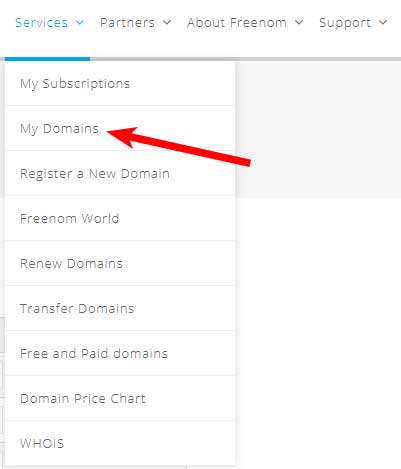 Services Partners About Freenom Support
My Subscriptions
My Domains
Register a New Domain
Freenom World
Renew Domains
Transfer Domains
Free and Paid domains
Domain Price Chart
WHOIS